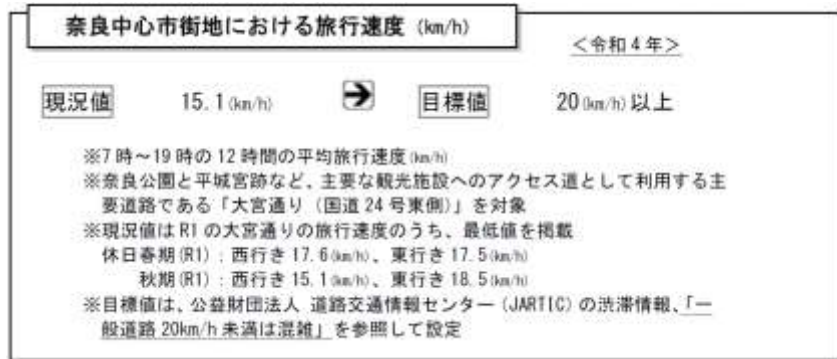 奈良中心市街地における旅行速度 (km/h)
＜令和4年＞
現況値 15.1(km/h) ➔ 目標値 20(km/h)以上
※7時～19時の12時間の平均旅行速度(km/h)
※奈良公園と平城宮跡など、主要な観光施設へのアクセス道として利用する主
要道路である「大宮通り（国道24号東側）」を対象
※現況値はR1の大宮通りの旅行速度のうち、最低値を掲載
休日春期(R1)：西行き17.6(km/h)、東行き17.5(km/h)
秋期(R1)：西行き15.1(km/h)、東行き18.5(km/h)
※目標値は、公益財団法人 道路交通情報センター(JARTIC)の渋滞情報、「一
般道路20km/h未満は混雑」を参照して設定